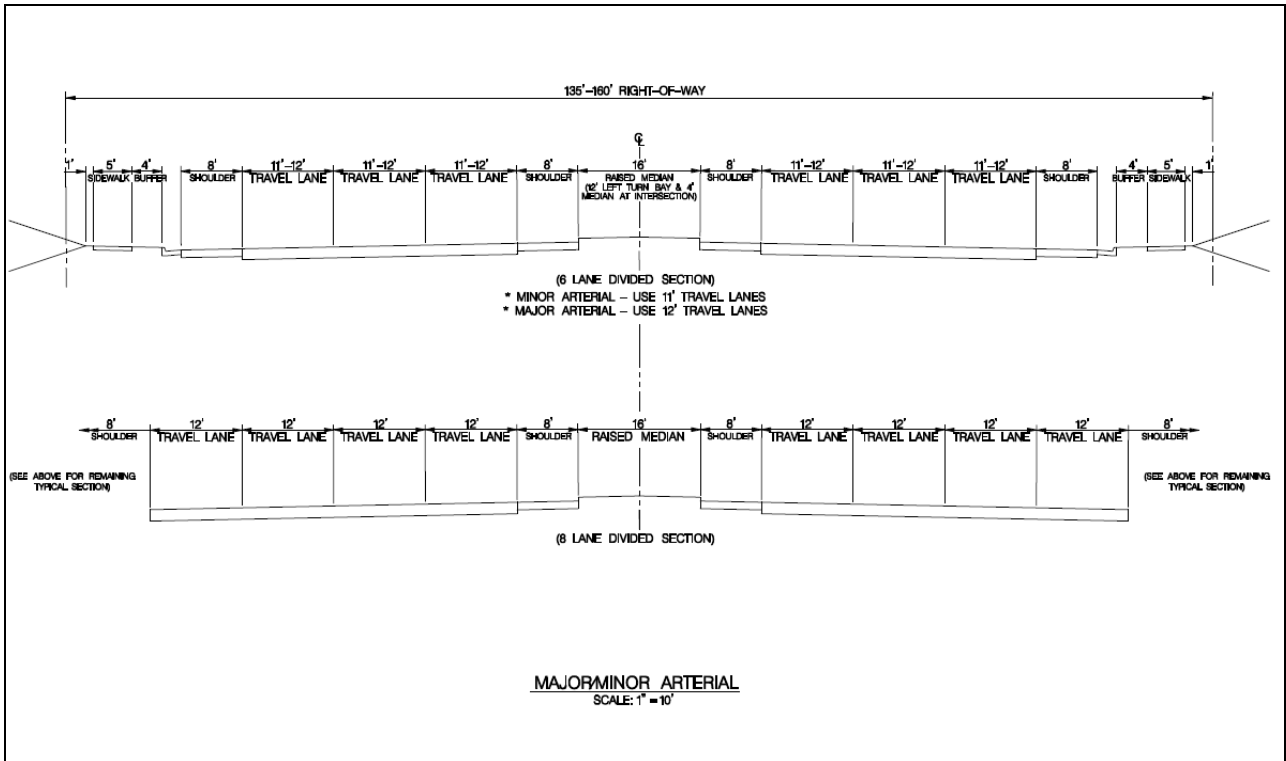 135'-160' RIGHT-OF-WAY
℄
1' 5' 4' 8' 11'-12' 11'-12' 11'-12' 8' 16' 8' 11'-12' 11'-12' 11'-12' 8' 4' 5' 1'
SIDEWALK BUFFER SHOULDER TRAVEL LANE TRAVEL LANE TRAVEL LANE SHOULDER RAISED MEDIAN SHOULDER TRAVEL LANE TRAVEL LANE TRAVEL LANE SHOULDER BUFFER SIDEWALK
(12' LEFT TURN BAY & 4'
MEDIAN AT INTERSECTION)
(6 LANE DIVIDED SECTION)
* MINOR ARTERIAL - USE 11' TRAVEL LANES
* MAJOR ARTERIAL - USE 12' TRAVEL LANES
8' 12' 12' 12' 12' 8' 16' 8' 12' 12' 12' 12' 8'
SHOULDER TRAVEL LANE TRAVEL LANE TRAVEL LANE TRAVEL LANE SHOULDER RAISED MEDIAN SHOULDER TRAVEL LANE TRAVEL LANE TRAVEL LANE TRAVEL LANE SHOULDER
(SEE ABOVE FOR REMAINING
TYPICAL SECTION)
(SEE ABOVE FOR REMAINING
TYPICAL SECTION)
(8 LANE DIVIDED SECTION)
MAJOR/MINOR ARTERIAL
SCALE: 1" = 10'